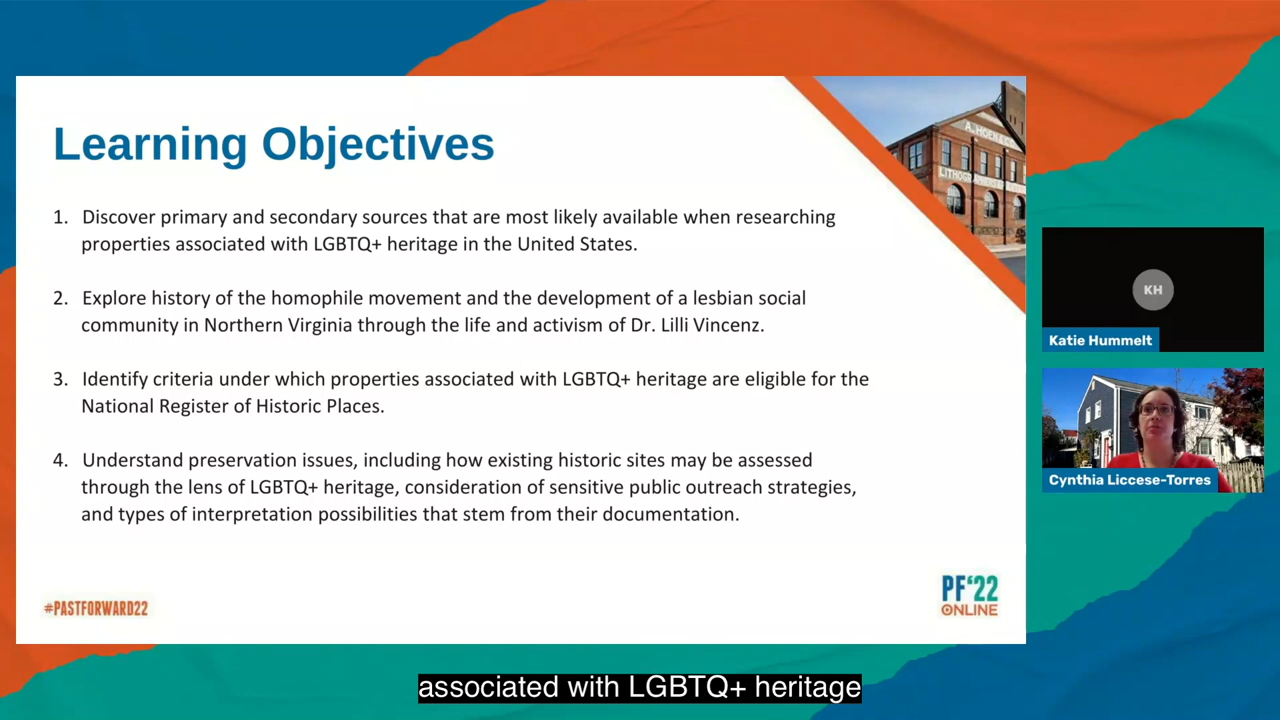 Learning Objectives
A. HOEN & CO.
LITHOGRAPHERS
1. Discover primary and secondary sources that are most likely available when researching
properties associated with LGBTQ+ heritage in the United States.
2. Explore history of the homophile movement and the development of a lesbian social
community in Northern Virginia through the life and activism of Dr. Lilli Vincenz.
3. Identify criteria under which properties associated with LGBTQ+ heritage are eligible for the
National Register of Historic Places.
4. Understand preservation issues, including how existing historic sites may be assessed
through the lens of LGBTQ+ heritage, consideration of sensitive public outreach strategies,
and types of interpretation possibilities that stem from their documentation.
#PASTFORWARD22
PF'22
ONLINE
KH
Katie Hummelt
Cynthia Liccese-Torres
associated with LGBTQ+ heritage